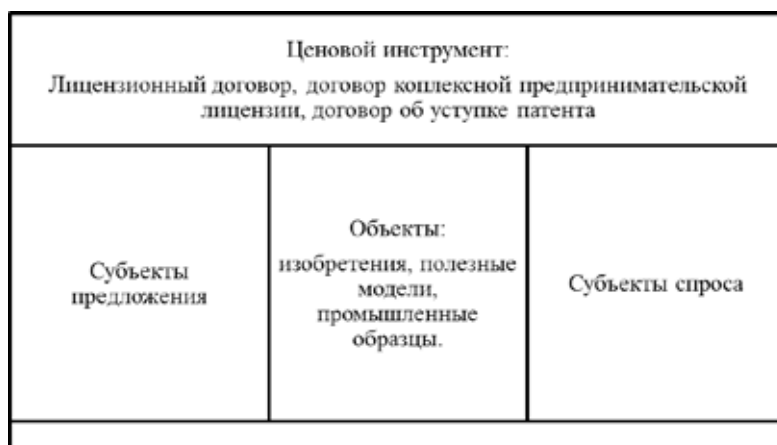 Ценовой инструмент:
Лицензионный договор, договор коплексной предпринимательской
лицензии, договор об уступке патента
Субъекты
предложения
Объекты:
изобретения, полезные
модели,
промышленные
образцы.
Субъекты спроса